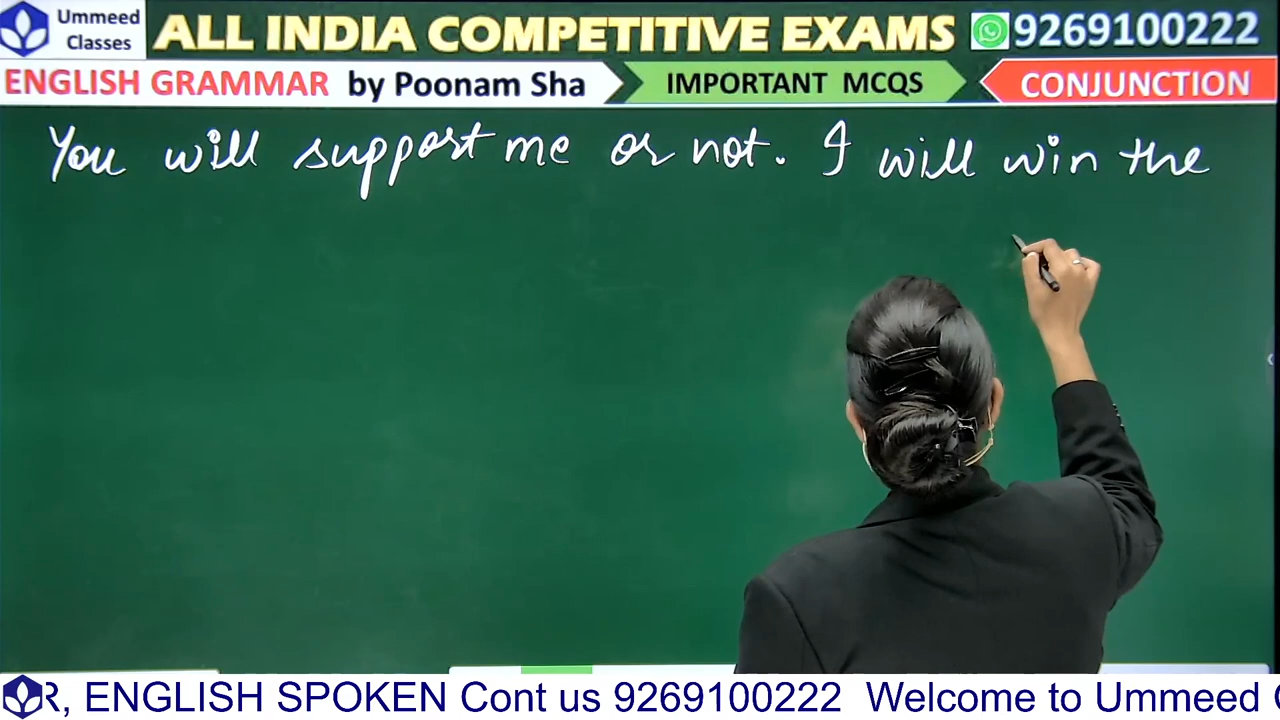 Ummeed
Classes
ALL INDIA COMPETITIVE EXAMS
9269100222
ENGLISH GRAMMAR by Poonam Sha
IMPORTANT MCQS
CONJUNCTION
You will support me or not. I will win the
R, ENGLISH SPOKEN Cont us 9269100222 Welcome to Ummeed